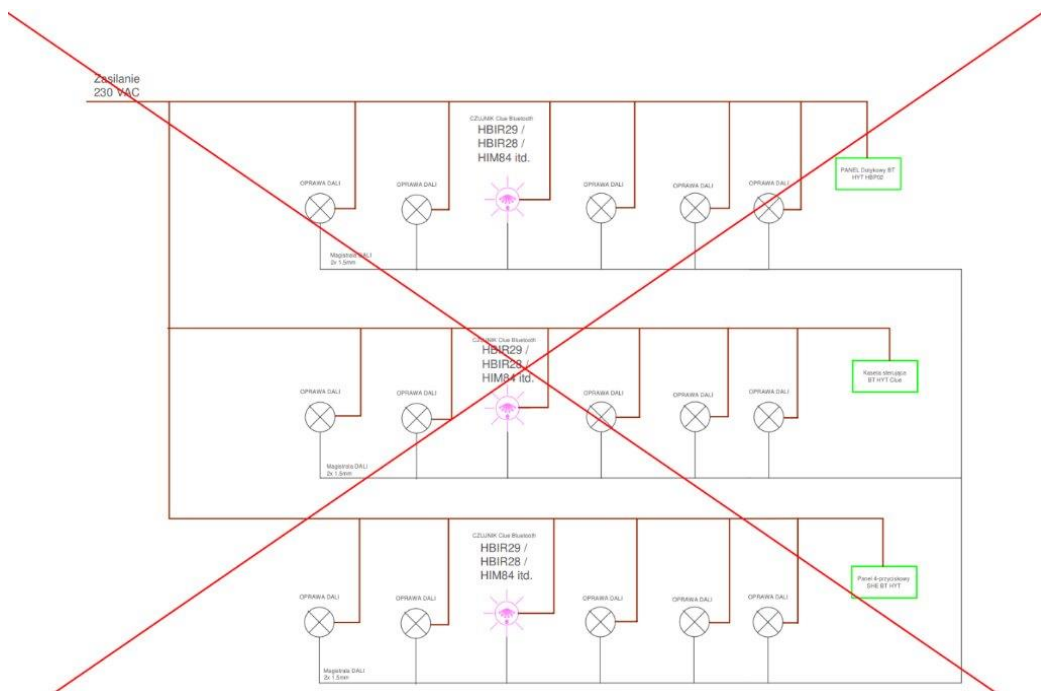 Zasilanie
230 VAC
CZUJNIK Clue Bluetooth
HBIR29 /
HBIR28 /
HIM84 itd.
PANEL Dotykowy BT
HYT HBP02
OPRAWA DALI
OPRAWA DALI
OPRAWA DALI
OPRAWA DALI
OPRAWA DALI
Magistrala DALI
2x 1.5mm
CZUJNIK Clue Bluetooth
HBIR29 /
HBIR28 /
HIM84 itd.
Kaseta sterująca
BT HYT Clue
OPRAWA DALI
OPRAWA DALI
OPRAWA DALI
OPRAWA DALI
OPRAWA DALI
Magistrala DALI
2x 1.5mm
CZUJNIK Clue Bluetooth
HBIR29 /
HBIR28 /
HIM84 itd.
Panel 4-przyciskowy
SHE BT HYT
OPRAWA DALI
OPRAWA DALI
OPRAWA DALI
OPRAWA DALI
OPRAWA DALI
Magistrala DALI
2x 1.5mm